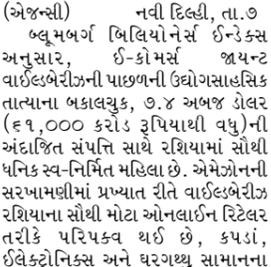 (એજન્સી) નવી દિલ્હી, તા.૭
બ્લૂમબર્ગ બિલિયોનેર્સ ઈન્ડેક્સ
અનુસાર, ઈ-કોમર્સ જાયન્ટ
વાઈલ્ડબેરીઝની પાછળની ઉદ્યોગસાહસિક
તાત્યાના બકાલચુક, ૭.૪ અબજ ડોલર
(૬૧,૦૦૦ કરોડ રૂપિયાથી વધુ)ની
અંદાજિત સંપત્તિ સાથે રશિયામાં સૌથી
ધનિક સ્વ-નિર્મિત મહિલા છે. એમેઝોનની
સરખામણીમાં પ્રખ્યાત રીતે વાઈલ્ડબેરીઝ
રશિયાના સૌથી મોટા ઓનલાઈન રિટેલર
તરીકે પરિપક્વ થઈ છે, કપડાં,
ઈલેક્ટ્રોનિક્સ અને ઘરગથ્થુ સામાનના